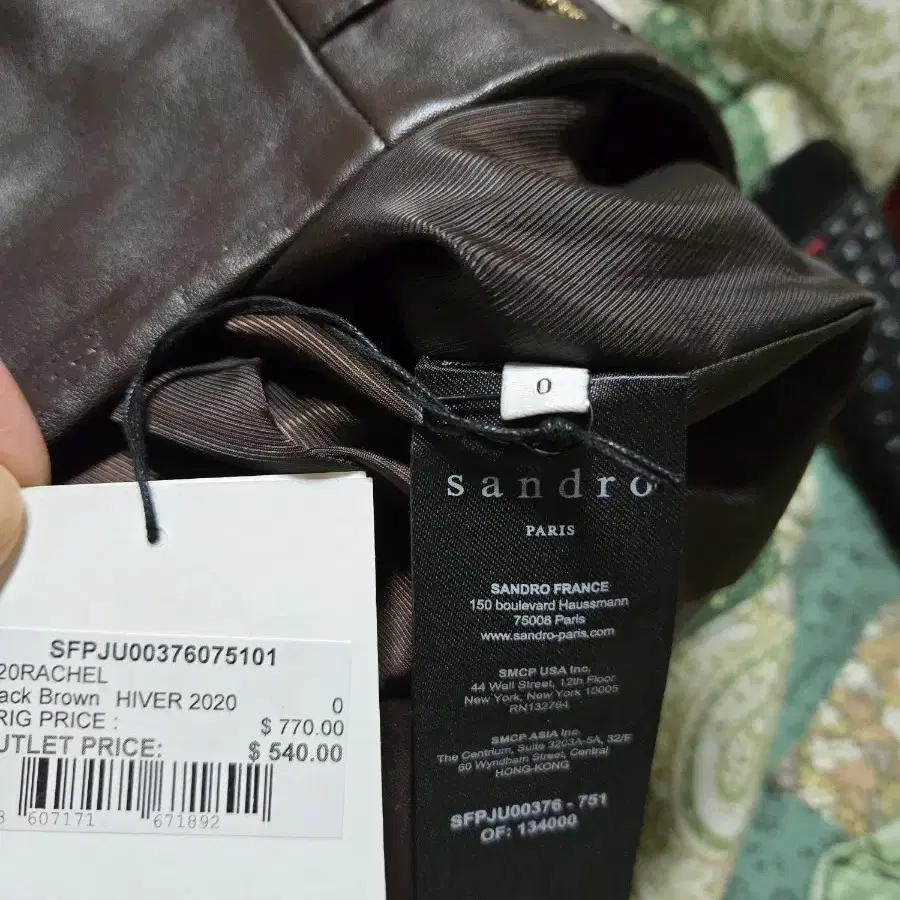 0
sandro
PARIS
SANDRO FRANCE
150 boulevard Haussmann
75008 Paris
www.sandro-paris.com
SMCP USA Inc.
44 Wall Street, 12th Floor
New York, New York 10005
RN132764
SMCP ASIA Inc.
The Centrium, Suite 3203A-5A, 32/F
60 Wyndham Street, Central
HONG-KONG
SFPJU00376 - 751
OF: 134000
SFPJU00376075101
20RACHEL
ack Brown HIVER 2020 0
RIG PRICE : $ 770.00
UTLET PRICE: $ 540.00
607171 671892